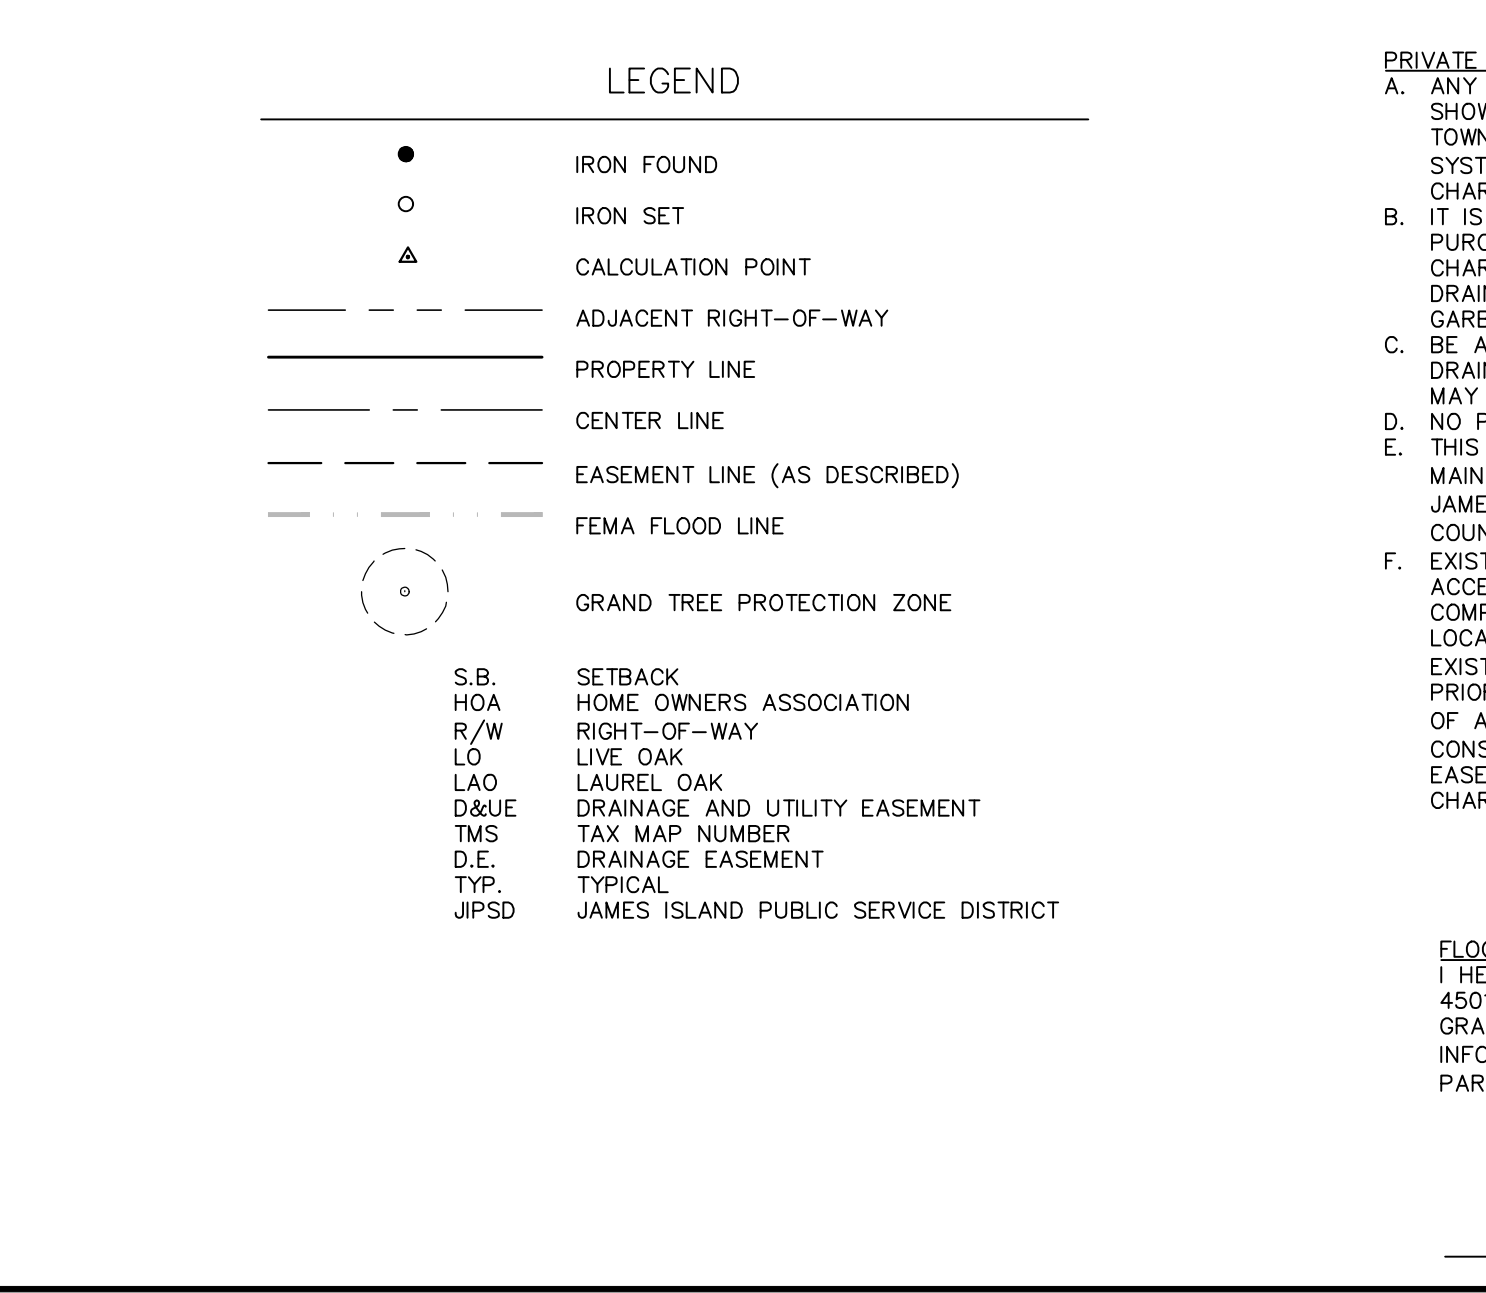 LEGEND
IRON FOUND
IRON SET
CALCULATION POINT
ADJACENT RIGHT-OF-WAY
PROPERTY LINE
CENTER LINE
EASEMENT LINE (AS DESCRIBED)
FEMA FLOOD LINE
GRAND TREE PROTECTION ZONE
S.B. SETBACK
HOA HOME OWNERS ASSOCIATION
R/W RIGHT-OF-WAY
LO LIVE OAK
LAO LAUREL OAK
D&UE DRAINAGE AND UTILITY EASEMENT
TMS TAX MAP NUMBER
D.E. DRAINAGE EASEMENT
TYP. TYPICAL
JIPSD JAMES ISLAND PUBLIC SERVICE DISTRICT
PRIVATE
A. ANY
B. IT IS
C. BE
MAY
D. NO
E. THIS
F.
OF